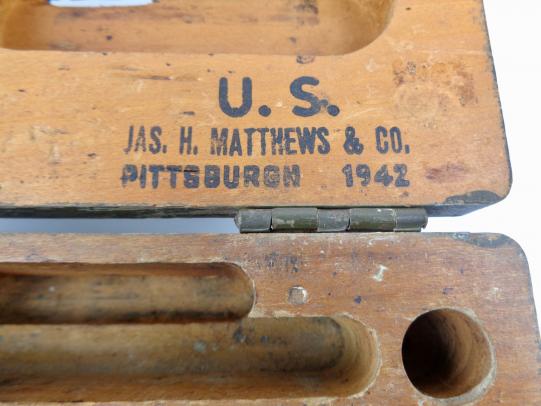 U. S.
JAS. H. MATTHEWS & CO.
PITTSBURGH 1942